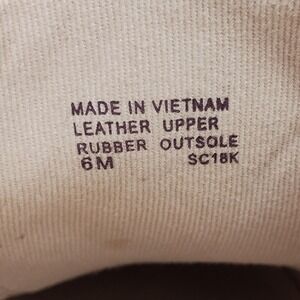 MADE IN VIETNAM
LEATHER UPPER
RUBBER OUTSOLE
6M SC18K